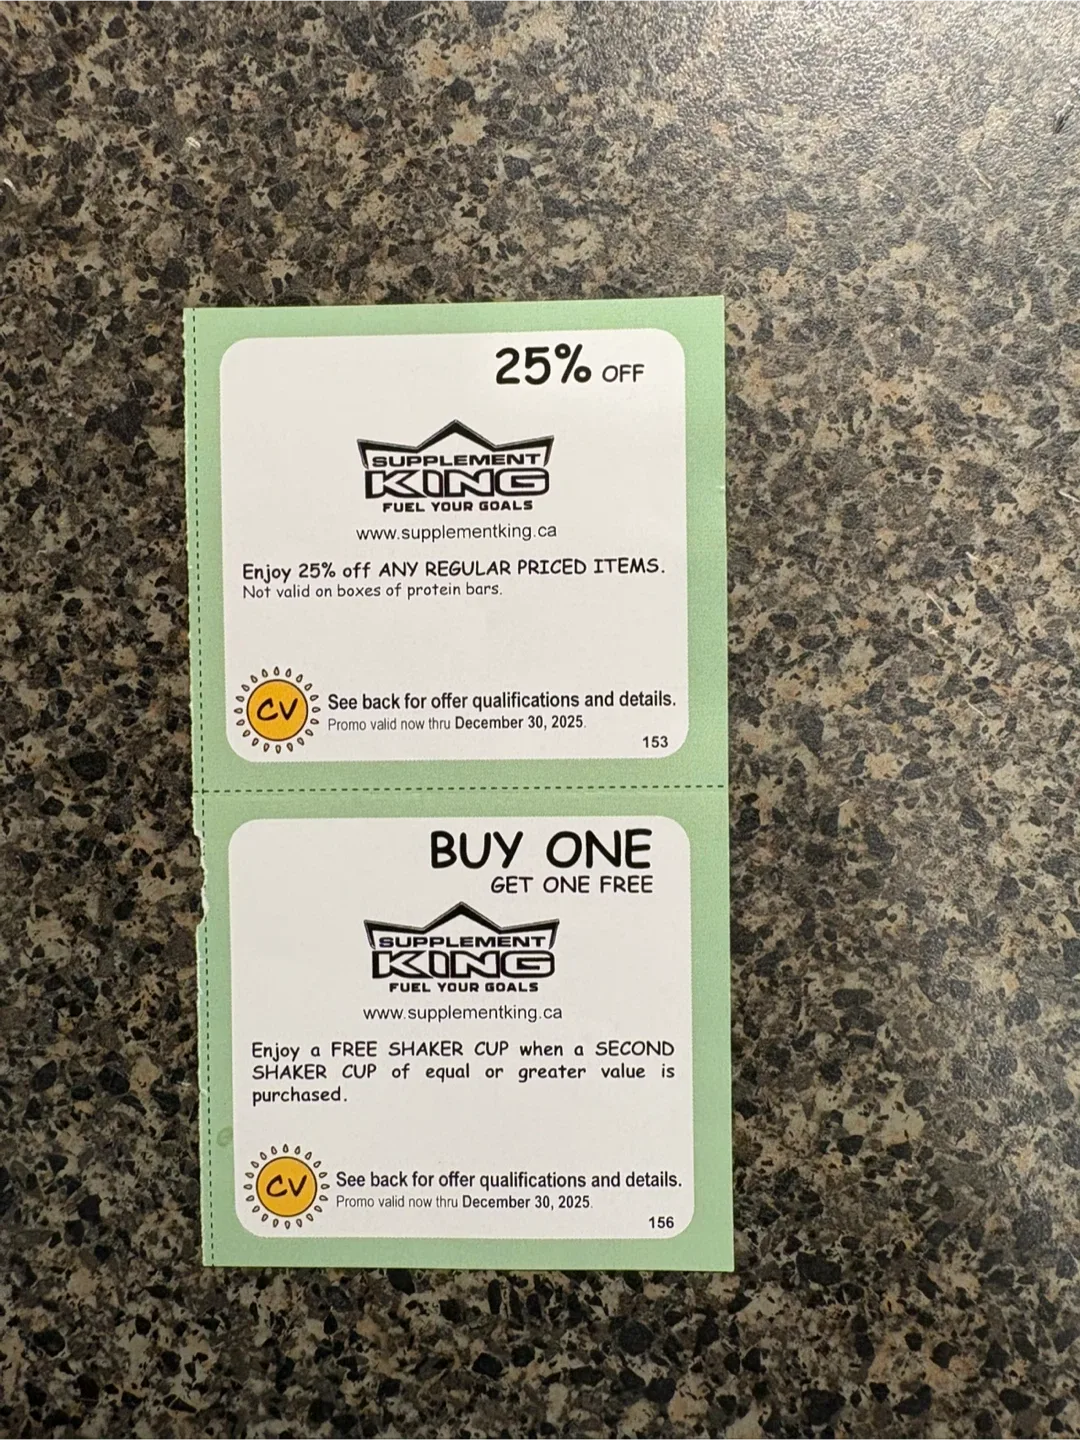 25% OFF
SUPPLEMENT
KING
FUEL YOUR GOALS
www.supplementking.ca
Enjoy 25% off ANY REGULAR PRICED ITEMS.
Not valid on boxes of protein bars.
CV
See back for offer qualifications and details.
Promo valid now thru December 30, 2025.
153
BUY ONE
GET ONE FREE
SUPPLEMENT
KING
FUEL YOUR GOALS
www.supplementking.ca
Enjoy a FREE SHAKER CUP when a SECOND
SHAKER CUP of equal or greater value is
purchased.
CV
See back for offer qualifications and details.
Promo valid now thru December 30, 2025.
156